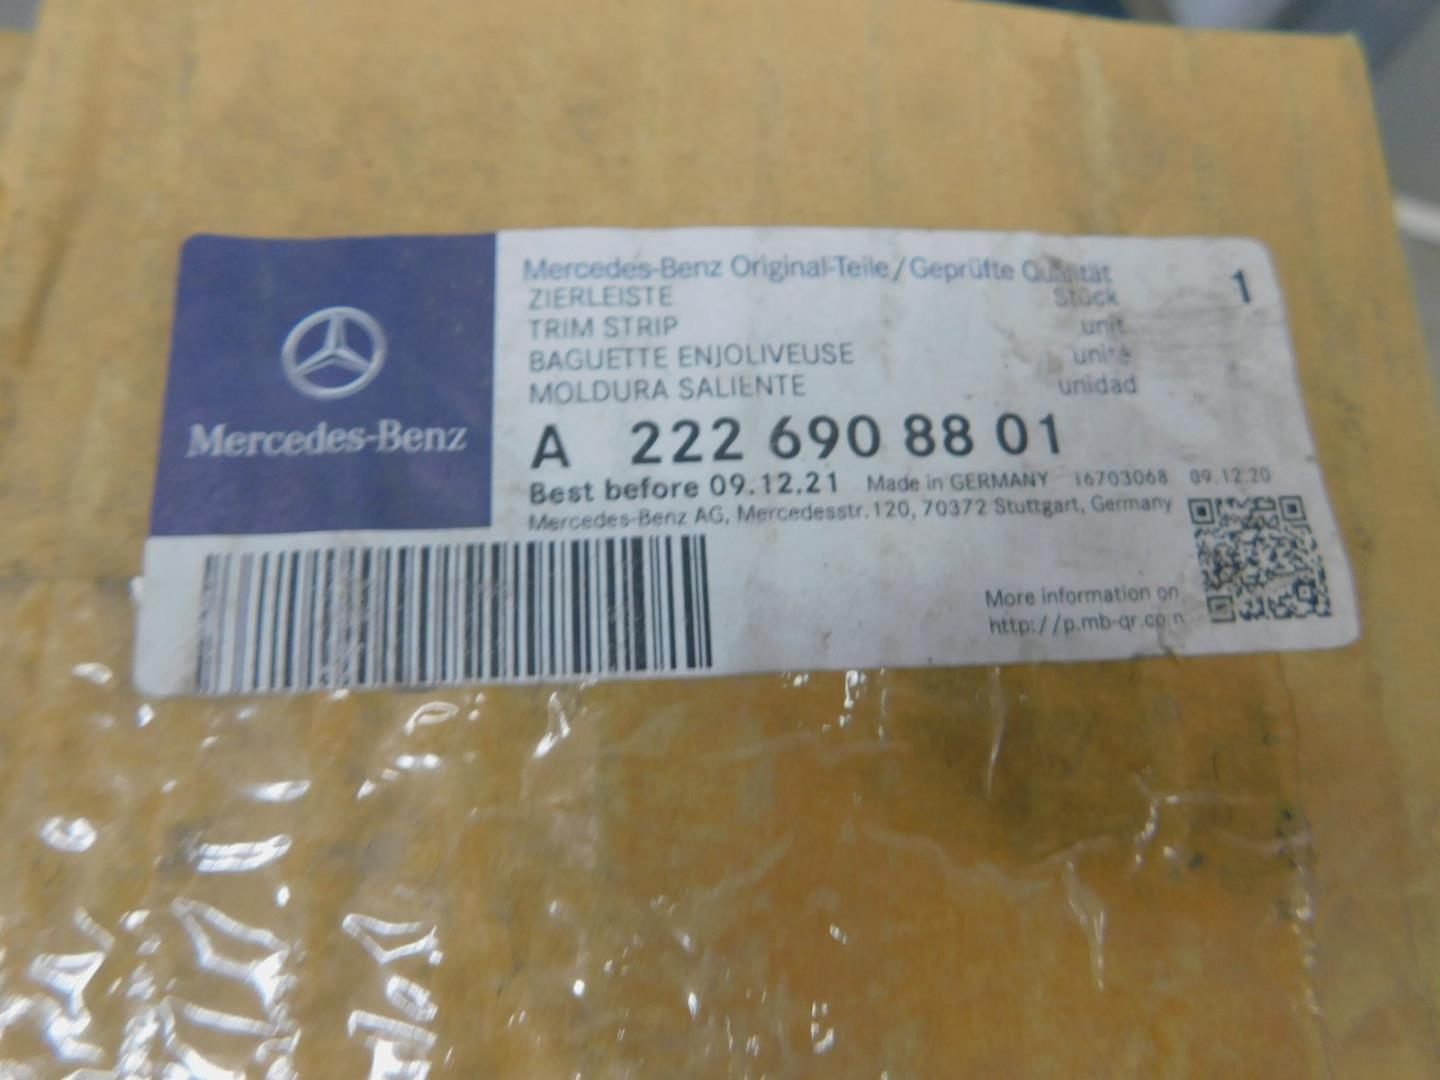 Mercedes-Benz
Mercedes-Benz Original-Teile/Geprüfte Qualität
ZIERLEISTE Stück 1
TRIM STRIP unit
BAGUETTE ENJOLIVEUSE unité
MOLDURA SALIENTE unidad
A 222 690 88 01
Best before 09.12.21 Made in GERMANY 16703068 09.12.20
Mercedes-Benz AG, Mercedesstr.120, 70372 Stuttgart, Germany
More information on
http://p.mb-qr.com